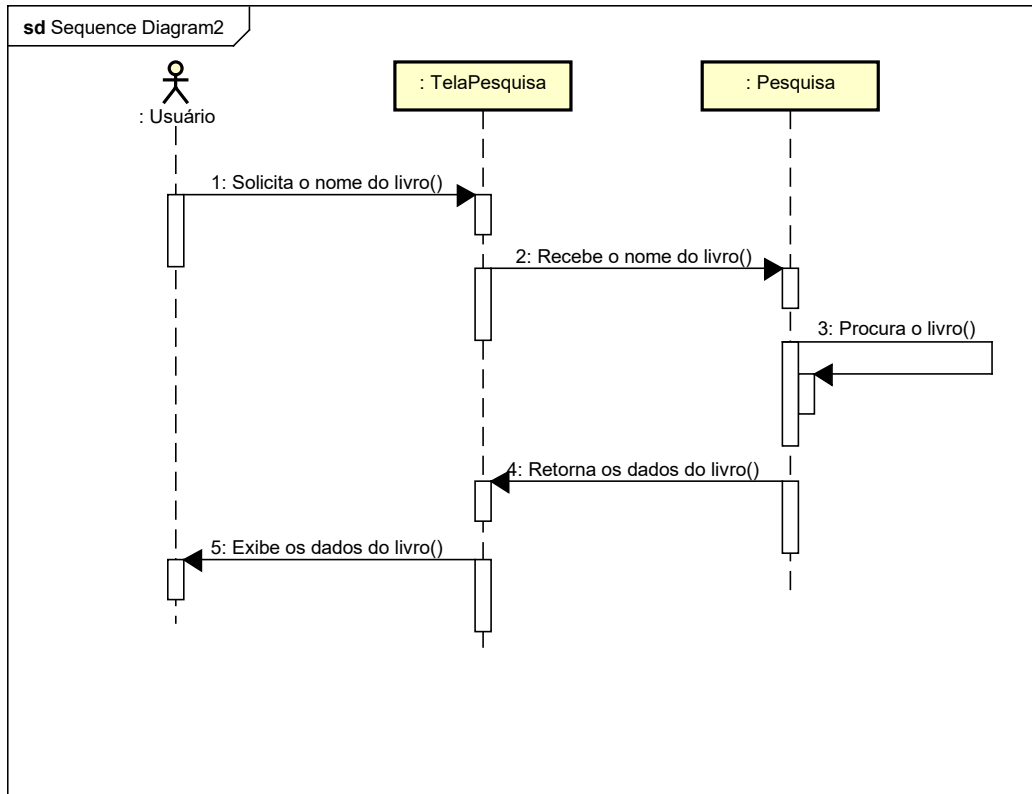 sd Sequence Diagram2
: Usuário
: TelaPesquisa
: Pesquisa
1: Solicita o nome do livro()
2: Recebe o nome do livro()
3: Procura o livro()
4: Retorna os dados do livro()
5: Exibe os dados do livro()